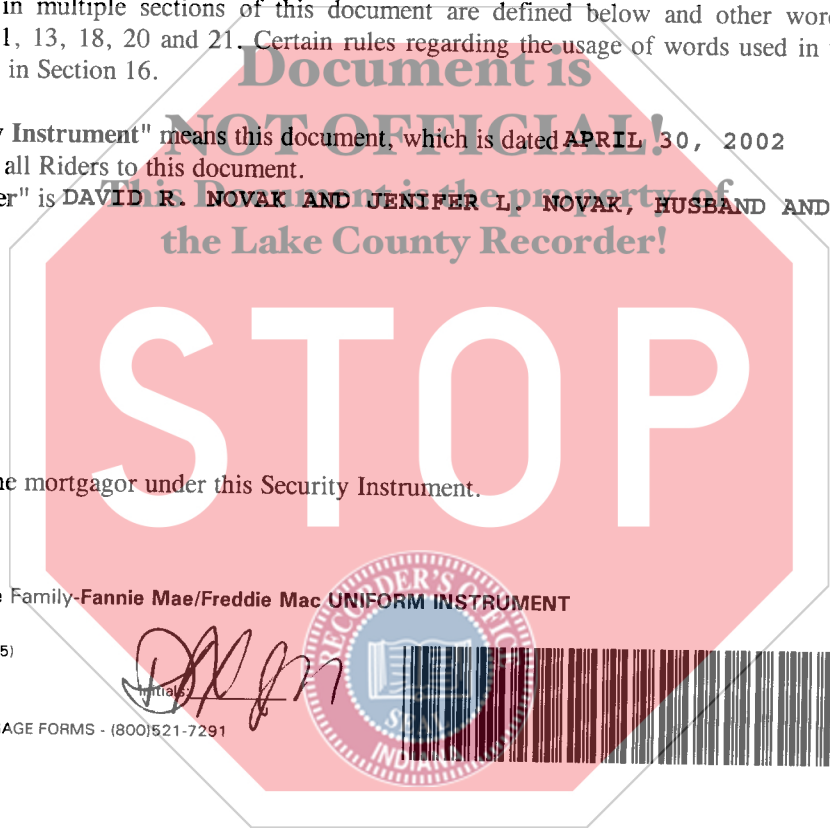 in multiple sections of this document are defined below and other
1, 13, 18, 20 and 21. Certain rules regarding the usage of words used in
in Section 16.
Document is
NOT OFFICIAL!
This Document is the property of
the Lake County Recorder!
Instrument" means this document, which is dated APRIL 30, 2002
all Riders to this document.
is DAVID R. NOVAK AND JENIFER L. NOVAK, HUSBAND AND
STOP
mortgagor under this Security Instrument.
Family-Fannie Mae/Freddie Mac UNIFORM INSTRUMENT
5)
Initials:
AGE FORMS - (800)521-7291
RECORDER'S OFFICE
SEAL
INDIANA